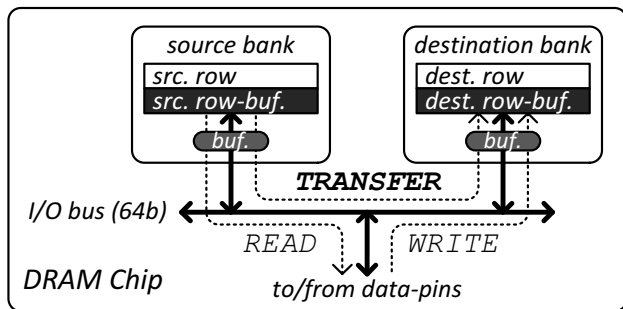 source bank
destination bank
src. row
dest. row
src. row-buf.
dest. row-buf.
buf.
buf.
TRANSFER
I/O bus (64b)
READ
WRITE
DRAM Chip
to/from data-pins